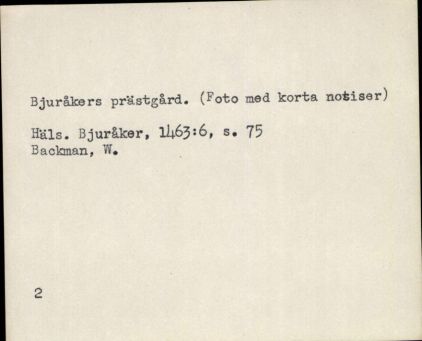 Bjuråkers prästgård. (Foto med korta notiser)
Häls. Bjuråker, 1463:6, s. 75
Backman, W.
2